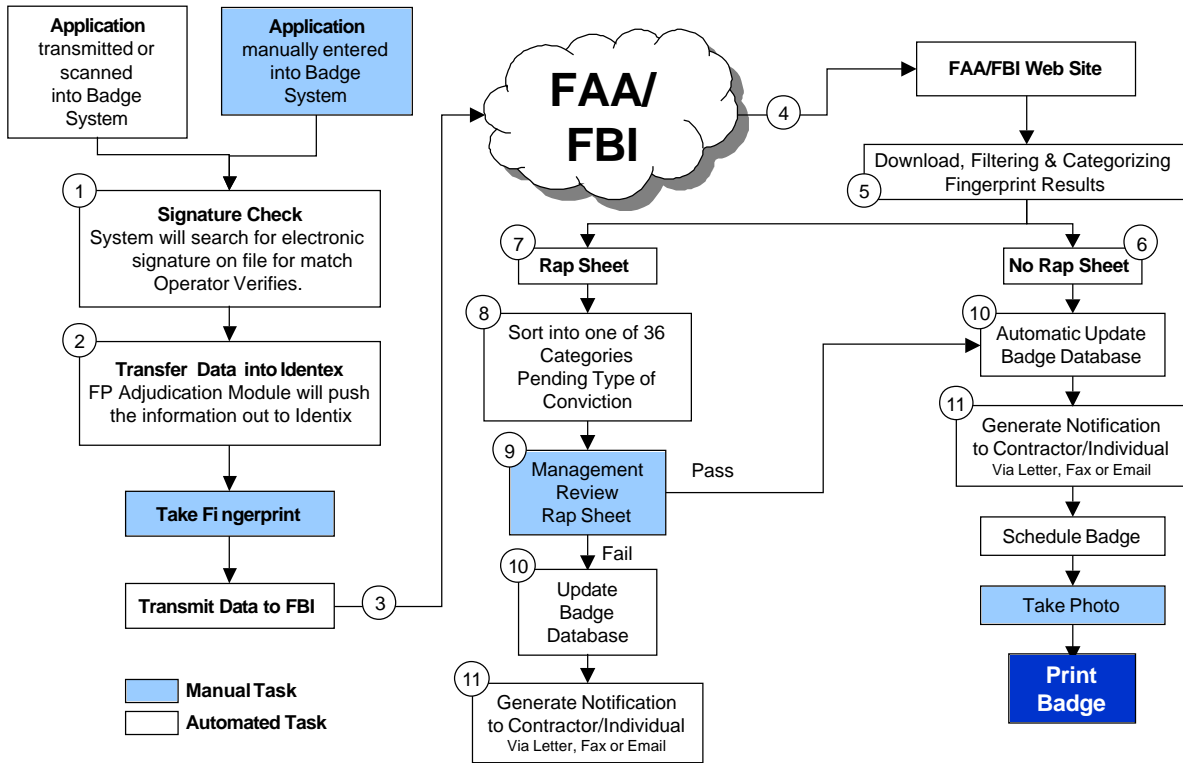 Application
transmitted or
scanned
into Badge
System
Application
manually entered
into Badge
System
1
Signature Check
System will search for electronic
signature on file for match
Operator Verifies.
2
Transfer Data into Identex
FP Adjudication Module will push
the information out to Identix
Take Fingerprint
Transmit Data to FBI
3
FAA/
FBI
4
FAA/FBI Web Site
Download, Filtering & Categorizing
Fingerprint Results
5
7
Rap Sheet
8
Sort into one of 36
Categories
Pending Type of
Conviction
9
Management
Review
Rap Sheet
Pass
Fail
10
Update
Badge
Database
11
Generate Notification
to Contractor/Individual
Via Letter, Fax or Email
6
No Rap Sheet
10
Automatic Update
Badge Database
11
Generate Notification
to Contractor/Individual
Via Letter, Fax or Email
Schedule Badge
Take Photo
Print
Badge
Manual Task
Automated Task